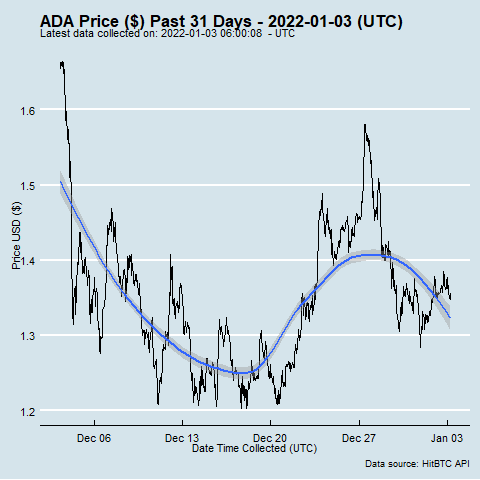 ADA Price ($) Past 31 Days - 2022-01-03 (UTC)
Latest data collected on: 2022-01-03 06:00:08  - UTC
1.6
1.5
1.4
1.3
1.2
Price USD ($)
Dec 06 Dec 13 Dec 20 Dec 27 Jan 03
Date Time Collected (UTC)
Data source: HitBTC API